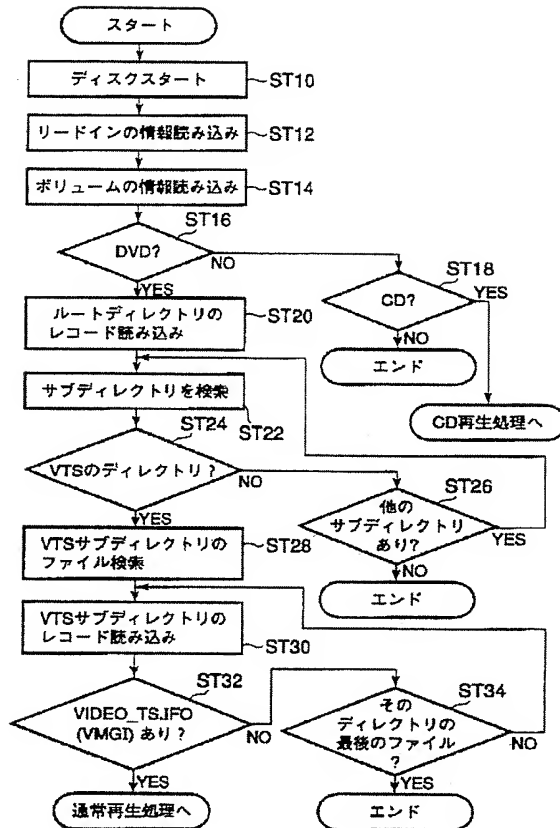 スタート
ディスクスタート
ST10
リードインの情報読み込み
ST12
ボリュームの情報読み込み
ST14
ST16
DVD?
NO
YES
ST18
CD?
YES
NO
エンド
CD再生処理へ
ルートディレクトリの
レコード読み込み
ST20
サブディレクトリを検索
ST22
ST24
VTSのディレクトリ?
NO
YES
ST26
他の
サブディレクトリ
あり?
YES
NO
エンド
VTSサブディレクトリの
ファイル検索
ST28
VTSサブディレクトリの
レコード読み込み
ST30
ST32
VIDEO_TS.IFO
(VMGI) あり?
NO
YES
通常再生処理へ
ST34
その
ディレクトリの
最後のファイル
?
NO
YES
エンド